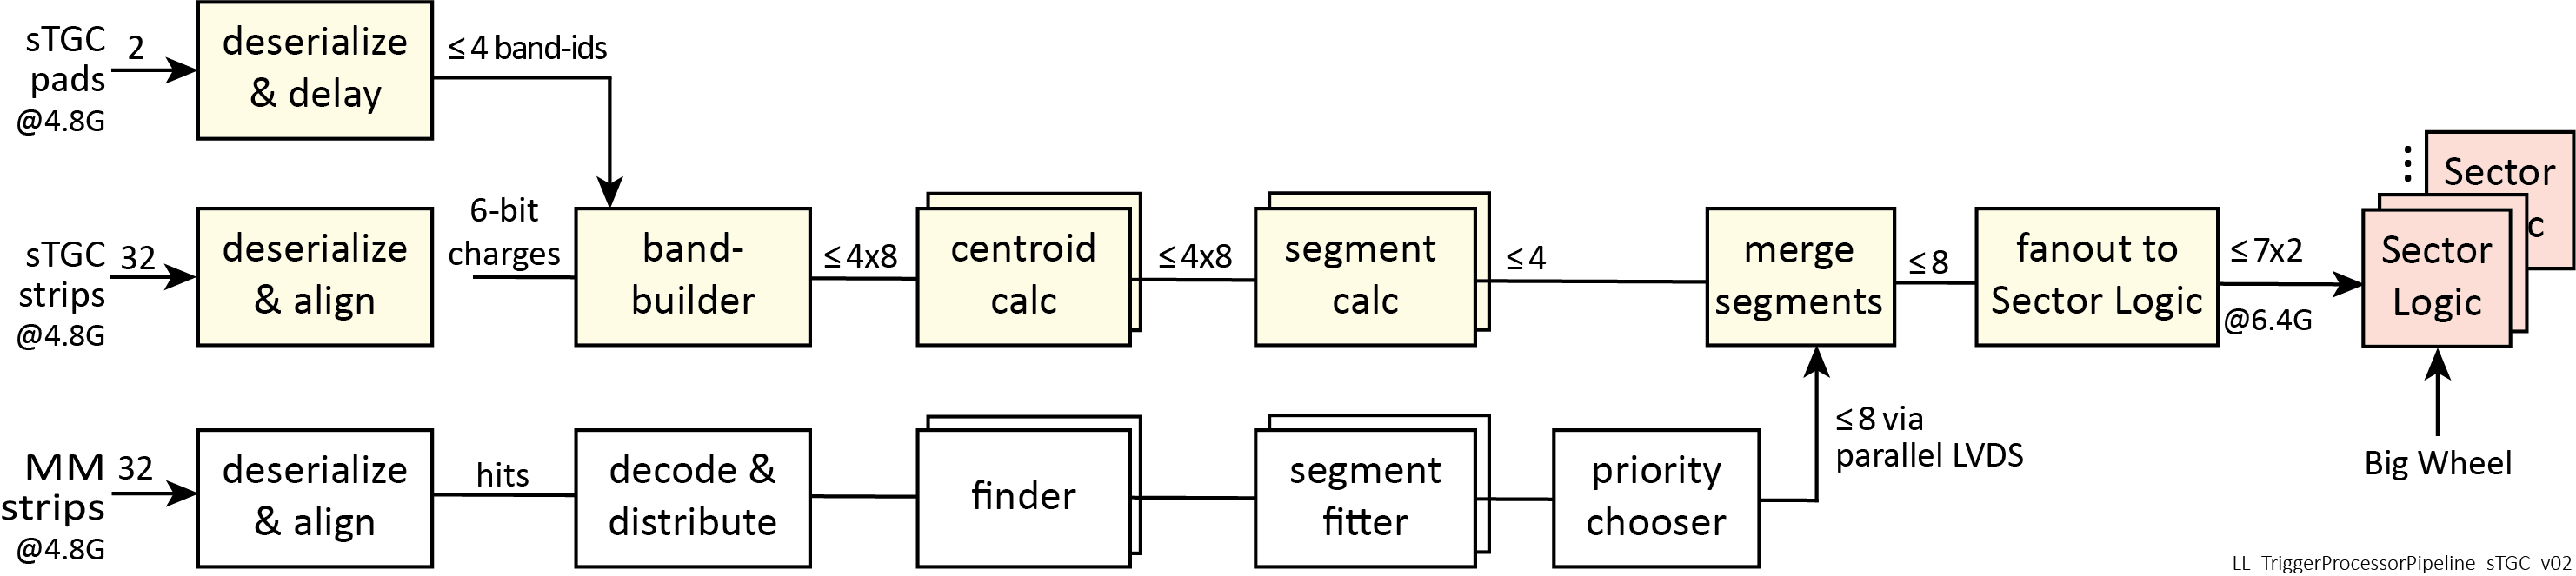 sTGC
pads
@4.8G
2
deserialize
& delay
≤ 4 band-ids
sTGC
strips
@4.8G
32
deserialize
& align
6-bit
charges
band-
builder
≤ 4x8
centroid
calc
≤ 4x8
segment
calc
≤ 4
merge
segments
≤ 8
fanout to
Sector Logic
≤ 7x2
@6.4G
Sector
c
Sector
Logic
Big Wheel
MM
strips
@4.8G
32
deserialize
& align
hits
decode &
distribute
finder
segment
fitter
priority
chooser
≤ 8 via
parallel LVDS
LL_TriggerProcessorPipeline_sTGC_v02